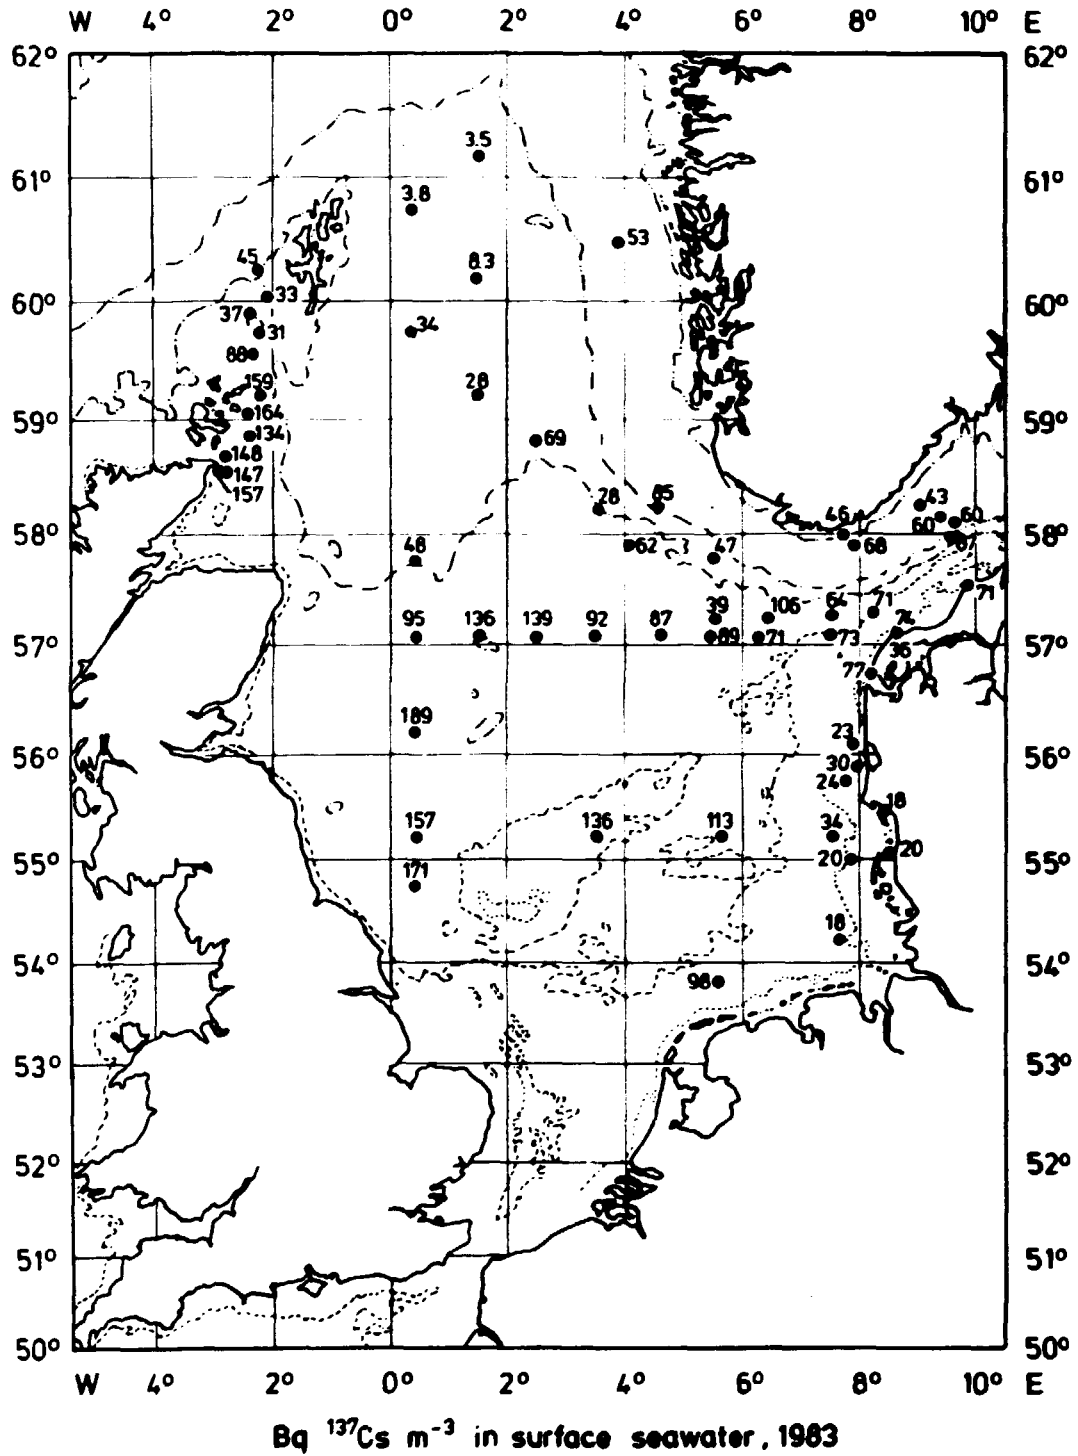 W 4° 2° 0° 2° 4° 6° 8° 10° E
62° 62°
3.5
61° 61°
3.8
53
45 8.3
33
60° 60°
37 31 34
88
159 28
164
59° 59°
134 69
148
147
157
28 85 46 43
60 60
58° 58°
48 62 47 68 67
39 106 64 71 71
95 136 139 92 87 74
57° 89 71 73 57°
36
77
189 23
56° 30 56°
24
18
157 136 113 34
55° 20 20 55°
171
18
54° 54°
98
53° 53°
52° 52°
51° 51°
50° 50°
W 4° 2° 0° 2° 4° 6° 8° 10° E
Bq ¹³⁷Cs m⁻³ in surface seawater, 1983